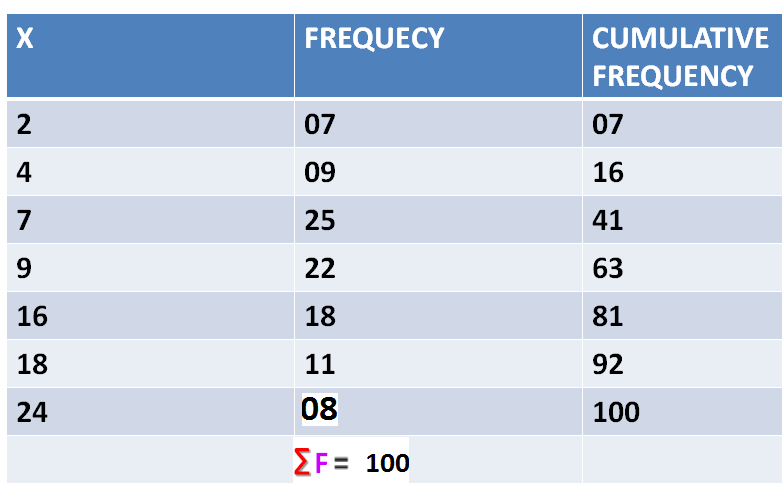 X FREQUECY CUMULATIVE
FREQUENCY
2 07 07
4 09 16
7 25 41
9 22 63
16 18 81
18 11 92
24 08 100
∑ F = 100